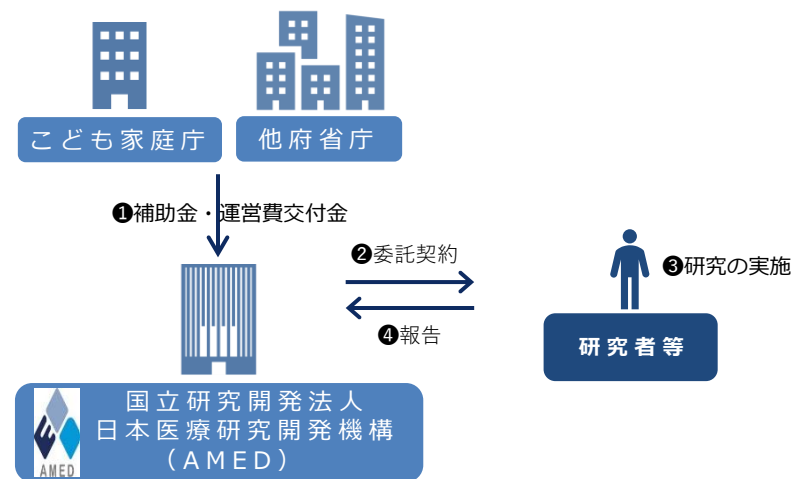 こども家庭庁
他府省庁
❶補助金・運営費交付金
❷委託契約
❸研究の実施
❹報告
研究者等
国立研究開発法人
日本医療研究開発機構
（AMED）
AMED